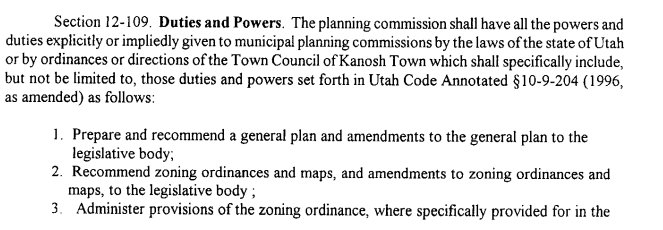 Section 12-109. Duties and Powers. The planning commission shall have all the powers and
duties explicitly or impliedly given to municipal planning commissions by the laws of the state of Utah
or by ordinances or directions of the Town Council of Kanosh Town which shall specifically include,
but not be limited to, those duties and powers set forth in Utah Code Annotated §10-9-204 (1996,
as amended) as follows:
1. Prepare and recommend a general plan and amendments to the general plan to the
legislative body;
2. Recommend zoning ordinances and maps, and amendments to zoning ordinances and
maps, to the legislative body ;
3. Administer provisions of the zoning ordinance, where specifically provided for in the